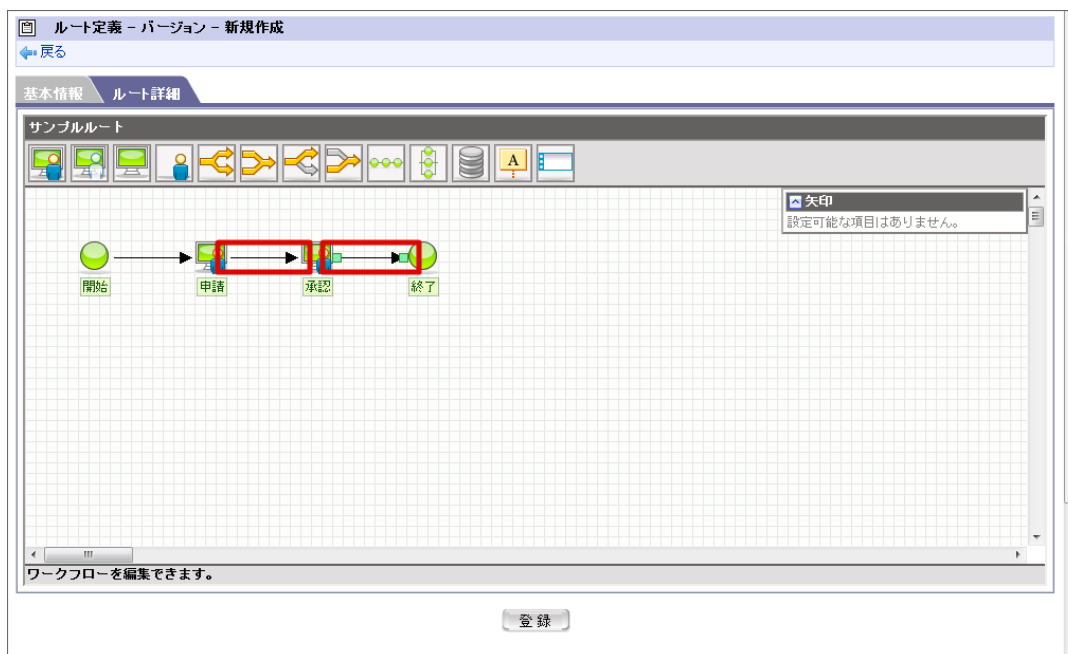 ルート定義 - バージョン - 新規作成
戻る
基本情報 ルート詳細
サンプルルート
A
矢印
設定可能な項目はありません。
開始 申請 承認 終了
ワークフローを編集できます。
登録